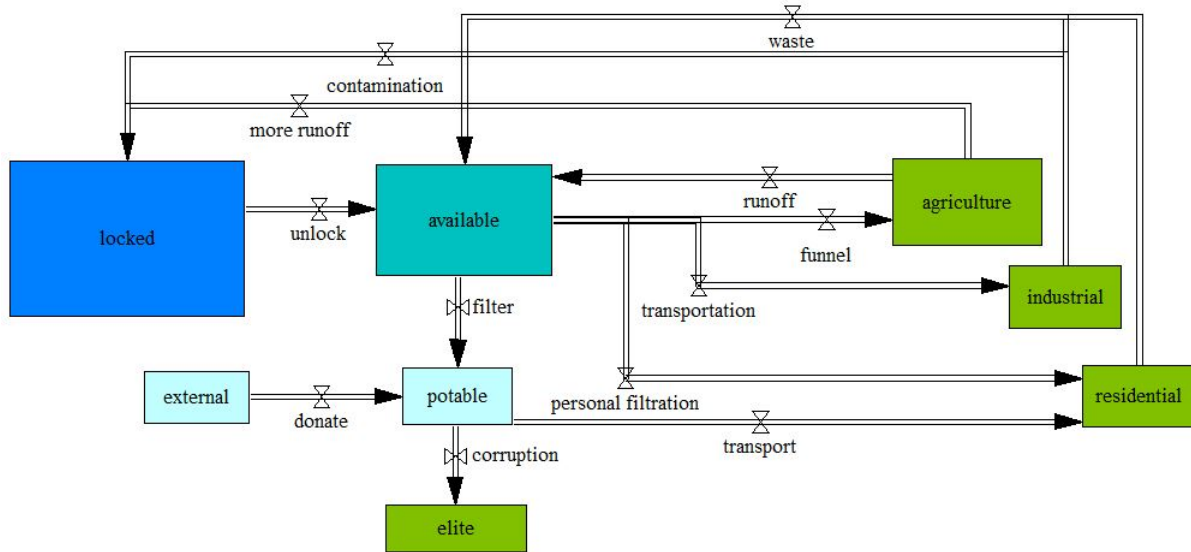 waste
contamination
more runoff
locked
unlock
available
runoff
agriculture
funnel
transportation
industrial
filter
external
donate
potable
personal filtration
transport
residential
corruption
elite